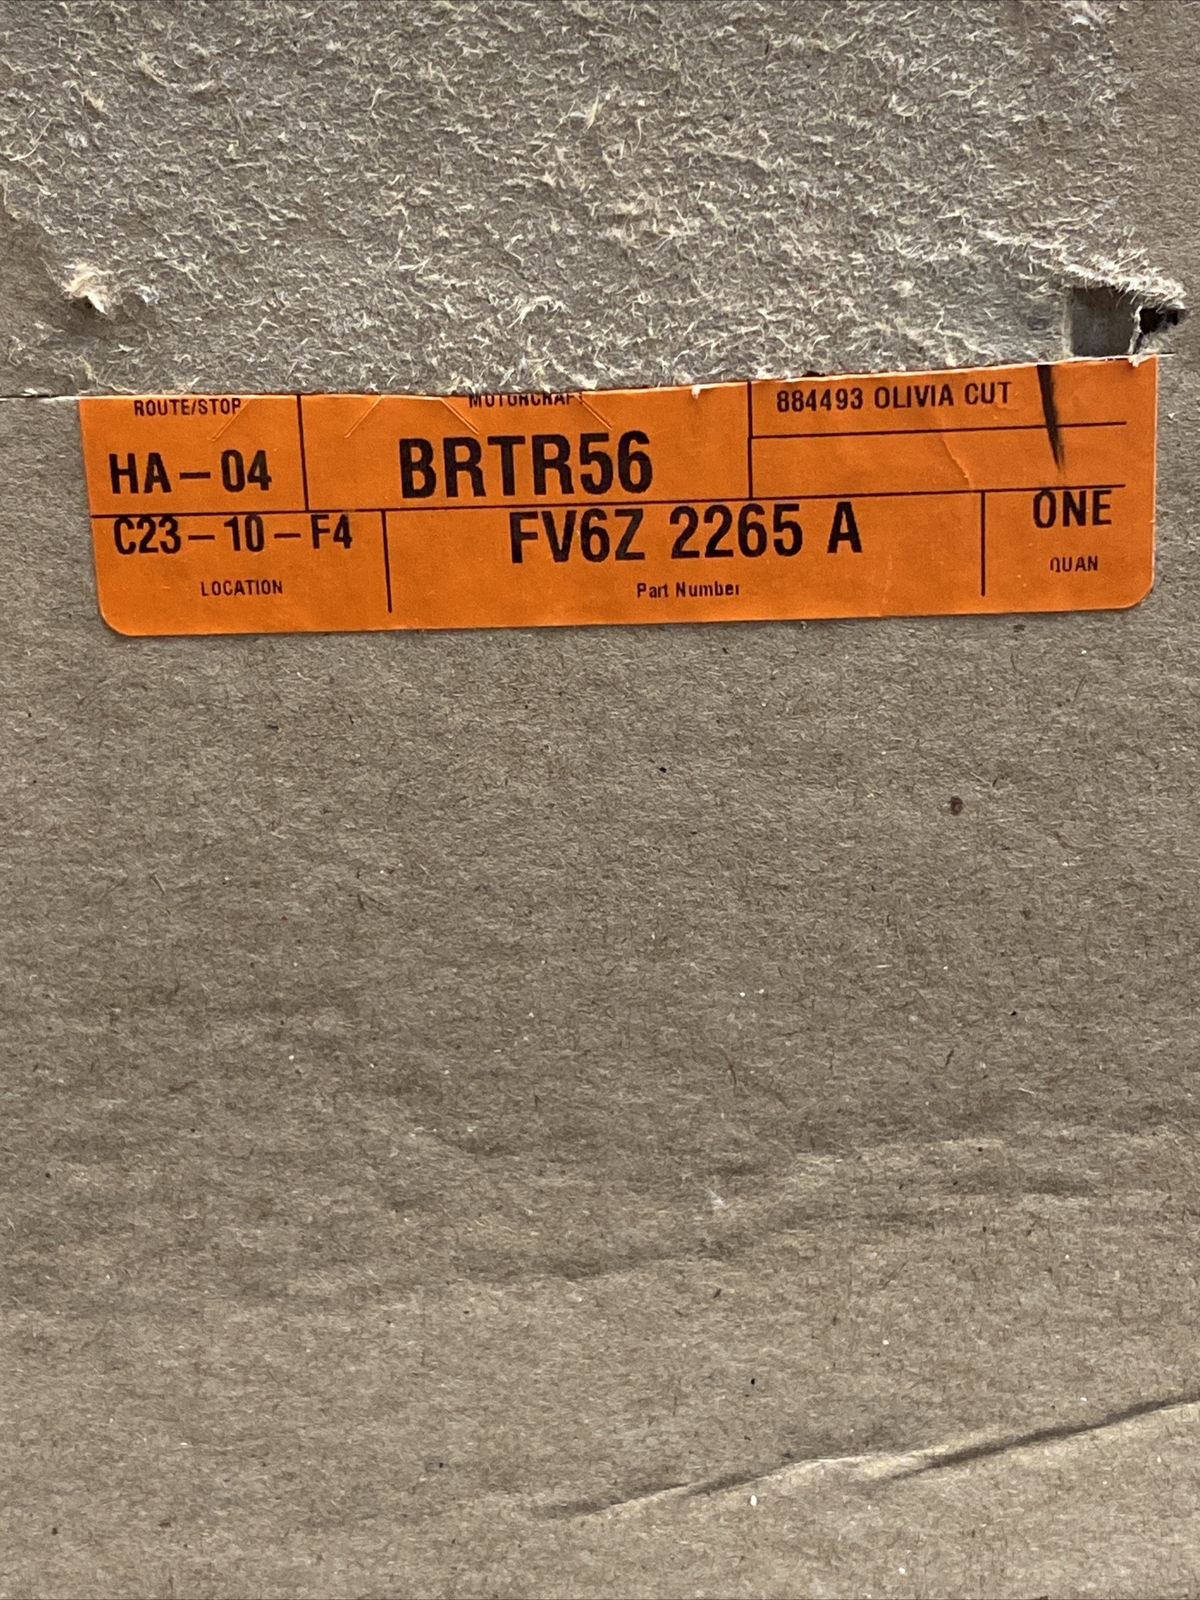 ROUTE/STOP
MOTORCRAFT
884493 OLIVIA CUT
HA-04
BRTR56
C23-10-F4
FV6Z 2265 A
ONE
LOCATION
Part Number
QUAN